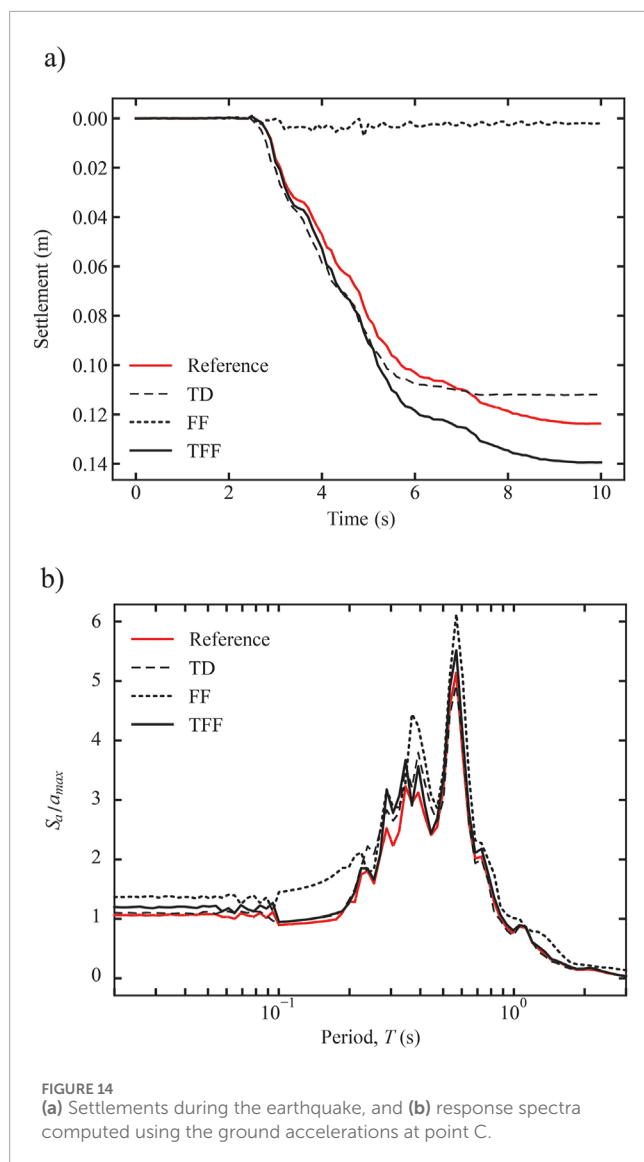 a)
0.00
0.02
0.04
0.06
0.08
0.10
0.12
0.14
Settlement (m)
Reference
TD
FF
TFF
0 2 4 6 8 10
Time (s)
b)
6
5
4
3
2
1
0
Sₐ/aₘₐₓ
Reference
TD
FF
TFF
10⁻¹ 10⁰
Period, T (s)
FIGURE 14
(a) Settlements during the earthquake, and (b) response spectra
computed using the ground accelerations at point C.